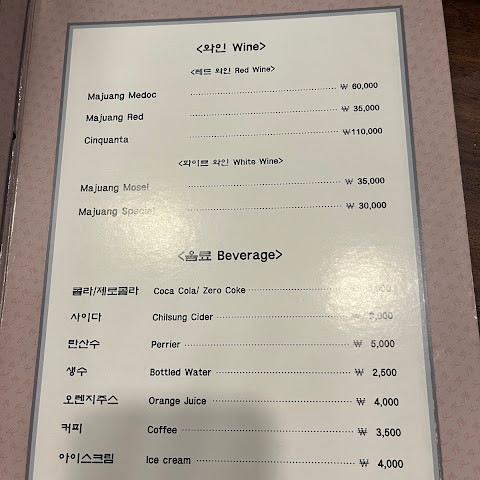 <와인 Wine>
<레드 와인 Red Wine>
Majuang Medoc ₩ 60,000
Majuang Red ₩ 35,000
Cinquanta ₩110,000
<화이트 와인 White Wine>
Majuang Mosel ₩ 35,000
Majuang Special ₩ 30,000
<음료 Beverage>
콜라/제로콜라 Coca Cola/ Zero Coke ₩
사이다 Chilsung Cider ₩
탄산수 Perrier ₩ 5,000
생수 Bottled Water ₩ 2,500
오렌지주스 Orange Juice ₩ 4,000
커피 Coffee ₩ 3,500
아이스크림 Ice cream ₩ 4,000